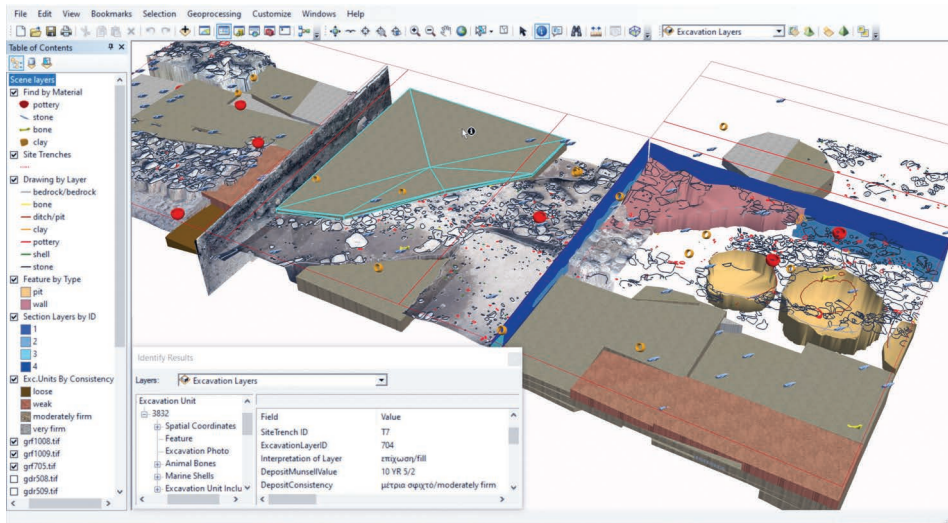 File Edit View Bookmarks Selection Geoprocessing Customize Windows Help
Excavation Layers
Table of Contents
Scene layers
Find by Material
pottery
stone
bone
clay
Site Trenches
Drawing by Layer
bedrock/bedrock
bone
ditch/pit
clay
pottery
shell
stone
Feature by Type
pit
wall
Section Layers by ID
1
2
3
4
Exc.Units By Consistency
loose
weak
moderately firm
very firm
grf1008.tif
grf1009.tif
grf705.tif
gdr508.tif
gdr509.tif
Identify Results
Layers: Excavation Layers
Excavation Unit
3832
Spatial Coordinates
Feature
Excavation Photo
Animal Bones
Marine Shells
Excavation Unit Inclu
Field Value
SiteTrench ID T7
ExcavationLayerID 704
Interpretation of Layer επίχωση/fill
DepositMunsellValue 10 YR 5/2
DepositConsistency μέτρια σφιχτό/moderately firm